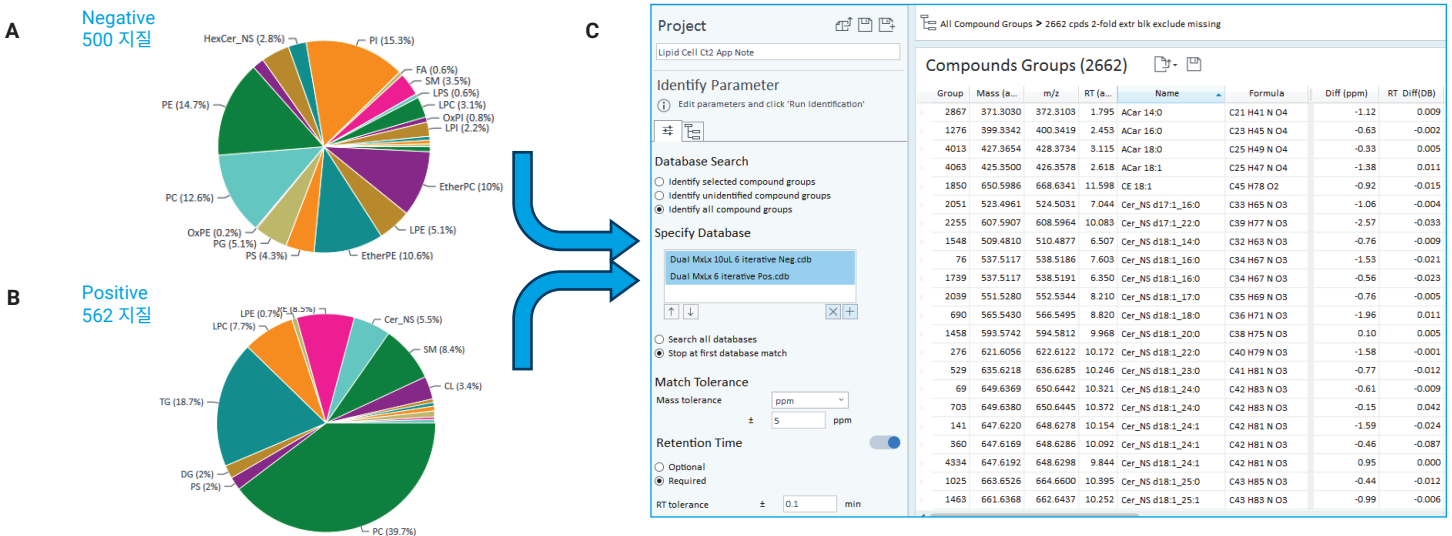 A
Negative
500 지질
HexCer_NS (2.8%)
PI (15.3%)
FA (0.6%)
SM (3.5%)
LPS (0.6%)
LPC (3.1%)
OxPI (0.8%)
LPI (2.2%)
EtherPC (10%)
LPE (5.1%)
EtherPE (10.6%)
PS (4.3%)
PG (5.1%)
OxPE (0.2%)
PC (12.6%)
PE (14.7%)
B
Positive
562 지질
LPE (0.7%)
PE (8.5%)
Cer_NS (5.5%)
LPC (7.7%)
SM (8.4%)
CL (3.4%)
TG (18.7%)
DG (2%)
PS (2%)
PC (39.7%)
C
Project
Lipid Cell Ct2 App Note
Identify Parameter
Edit parameters and click 'Run Identification'
Database Search
Identify selected compound groups
Identify unidentified compound groups
Identify all compound groups
Specify Database
Dual MxLx 10uL 6 iterative Neg.cdb
Dual MxLx 6 iterative Pos.cdb
Search all databases
Stop at first database match
Match Tolerance
Mass tolerance ppm
± 5 ppm
Retention Time
Optional
Required
RT tolerance ± 0.1 min
All Compound Groups > 2662 cpds 2-fold extr blk exclude missing
Compounds Groups (2662)
Group Mass (a... m/z RT (a... Name Formula Diff (ppm) RT Diff(DB)
2867 371.3030 372.3103 1.795 ACar 14:0 C21 H41 N O4 -1.12 0.009
1276 399.3342 400.3419 2.453 ACar 16:0 C23 H45 N O4 -0.63 -0.002
4013 427.3654 428.3734 3.115 ACar 18:0 C25 H49 N O4 -0.33 0.005
4063 425.3500 426.3578 2.618 ACar 18:1 C25 H47 N O4 -1.38 0.011
1850 650.5986 668.6341 11.598 CE 18:1 C45 H78 O2 -0.92 -0.015
2051 523.4961 524.5031 7.044 Cer_NS d17:1_16:0 C33 H65 N O3 -1.06 -0.004
2255 607.5907 608.5964 10.083 Cer_NS d17:1_22:0 C39 H77 N O3 -2.57 -0.033
1548 509.4810 510.4877 6.507 Cer_NS d18:1_14:0 C32 H63 N O3 -0.76 -0.009
76 537.5117 538.5186 7.603 Cer_NS d18:1_16:0 C34 H67 N O3 -1.53 -0.021
1739 537.5117 538.5191 6.350 Cer_NS d18:1_16:0 C34 H67 N O3 -0.56 -0.023
2039 551.5280 552.5344 8.210 Cer_NS d18:1_17:0 C35 H69 N O3 -0.76 -0.005
690 565.5430 566.5495 8.820 Cer_NS d18:1_18:0 C36 H71 N O3 -1.96 0.011
1458 593.5742 594.5812 9.968 Cer_NS d18:1_20:0 C38 H75 N O3 0.10 0.005
276 621.6056 622.6122 10.172 Cer_NS d18:1_22:0 C40 H79 N O3 -1.58 -0.001
529 635.6218 636.6285 10.246 Cer_NS d18:1_23:0 C41 H81 N O3 -0.77 -0.012
69 649.6369 650.6442 10.321 Cer_NS d18:1_24:0 C42 H83 N O3 -0.61 -0.009
703 649.6380 650.6445 10.372 Cer_NS d18:1_24:0 C42 H83 N O3 -0.15 0.042
141 647.6220 648.6278 10.154 Cer_NS d18:1_24:1 C42 H81 N O3 -1.59 -0.024
360 647.6169 648.6286 10.092 Cer_NS d18:1_24:1 C42 H81 N O3 -0.46 -0.087
4334 647.6192 648.6298 9.844 Cer_NS d18:1_24:1 C42 H81 N O3 0.95 0.000
1025 663.6526 664.6600 10.395 Cer_NS d18:1_25:0 C43 H85 N O3 -0.44 -0.012
1463 661.6368 662.6437 10.252 Cer_NS d18:1_25:1 C43 H83 N O3 -0.99 -0.006